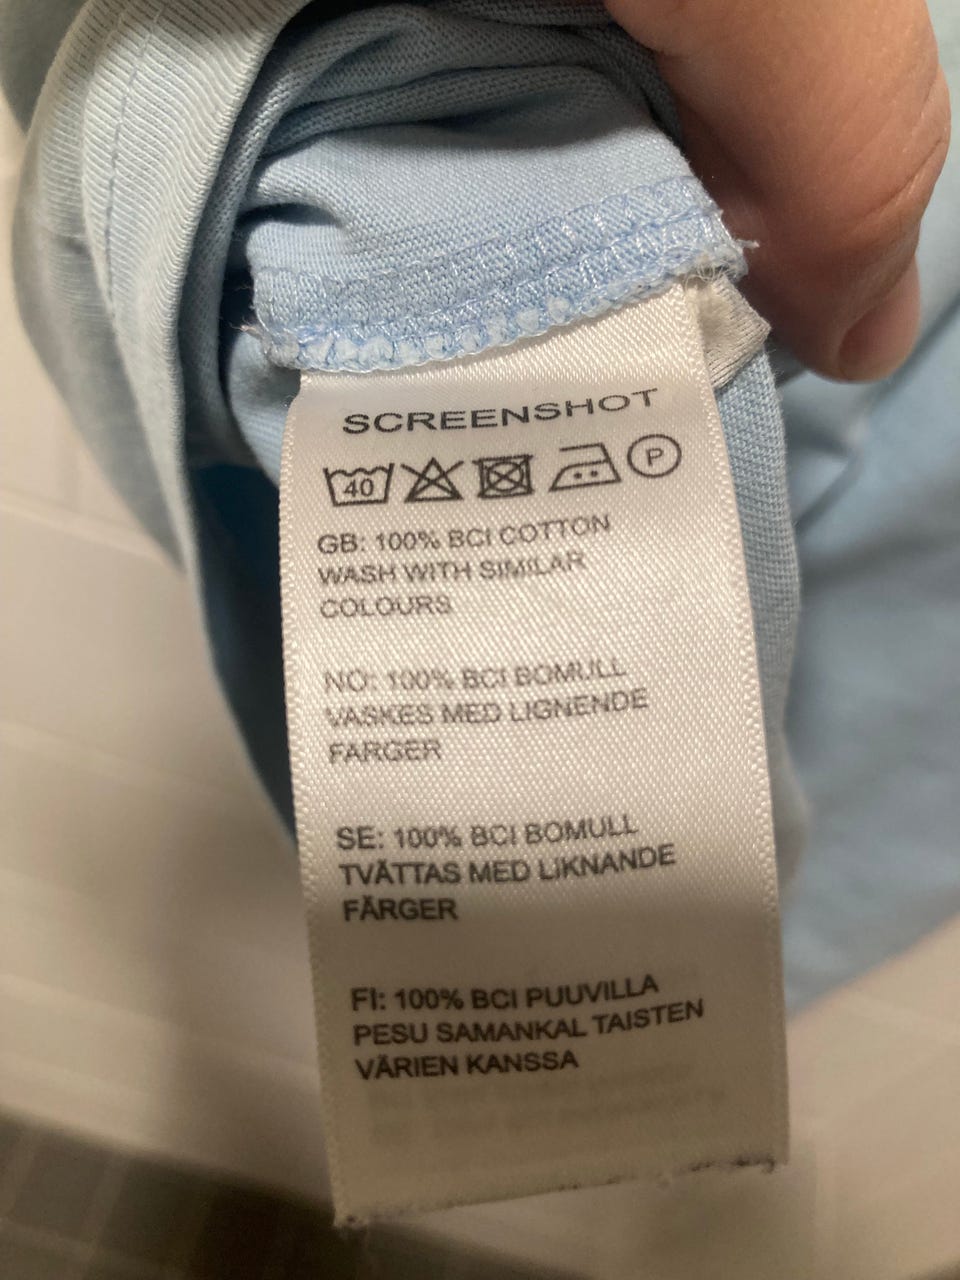 SCREENSHOT
40 P
GB: 100% BCI COTTON
WASH WITH SIMILAR
COLOURS
NO: 100% BCI BOMULL
VASKES MED LIGNENDE
FARGER
SE: 100% BCI BOMULL
TVÄTTAS MED LIKNANDE
FÄRGER
FI: 100% BCI PUUVILLA
PESU SAMANKAL TAISTEN
VÄRIEN KANSSA